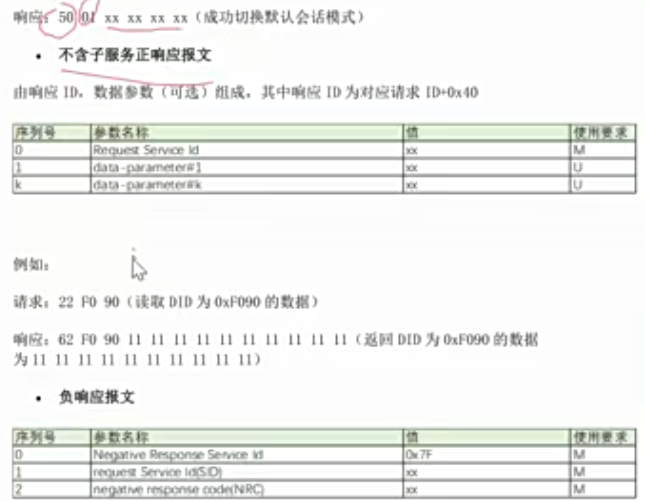 响应：50 01 xx xx xx xx（成功切换默认会话模式）
• 不含子服务正响应报文
由响应 ID，数据参数（可选）组成，其中响应 ID 为对应请求 ID+0x40
序列号 参数名称 值 使用要求
0 Request Service Id xx M
1 data-parameter#1 xx U
k data-parameter#k xx U
例如：
请求：22 F0 90（读取 DID 为 0xF090 的数据）
响应：62 F0 90 11 11 11 11 11 11 11 11 11 11（返回 DID 为 0xF090 的数据
为 11 11 11 11 11 11 11 11 11 11）
• 负响应报文
序列号 参数名称 值 使用要求
0 Negative Response Service Id 0x7F M
1 request Service Id(SID) xx M
2 negative response code(NRC) xx M